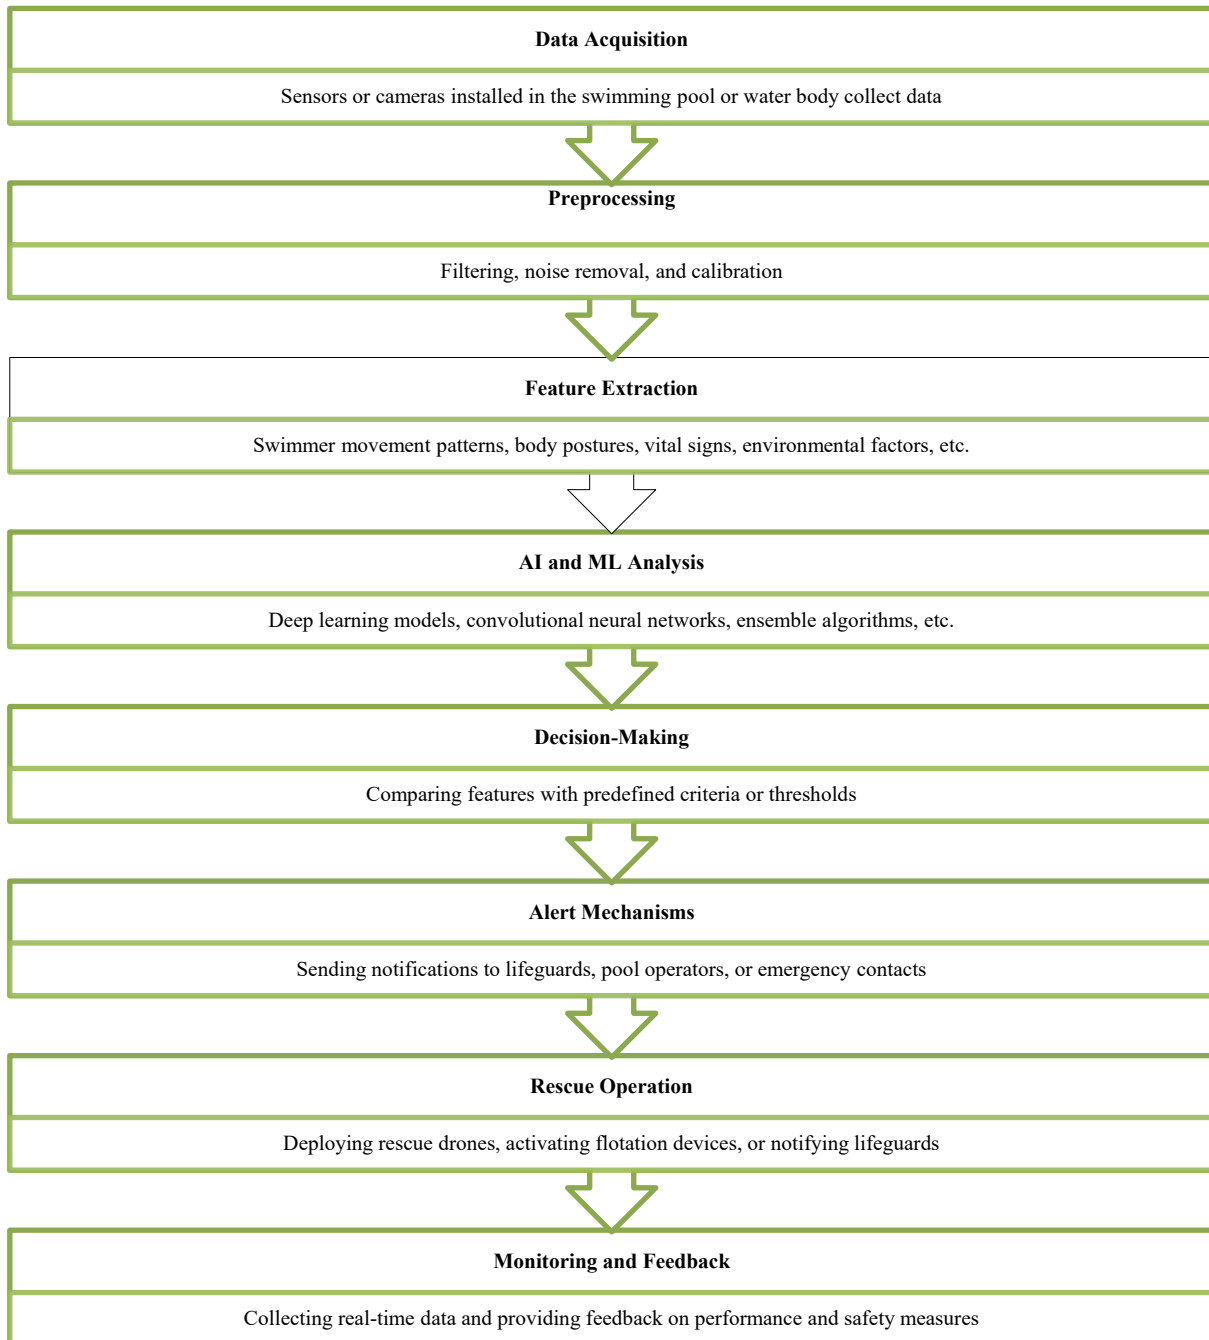 Data Acquisition
Sensors or cameras installed in the swimming pool or water body collect data
Preprocessing
Filtering, noise removal, and calibration
Feature Extraction
Swimmer movement patterns, body postures, vital signs, environmental factors, etc.
AI and ML Analysis
Deep learning models, convolutional neural networks, ensemble algorithms, etc.
Decision-Making
Comparing features with predefined criteria or thresholds
Alert Mechanisms
Sending notifications to lifeguards, pool operators, or emergency contacts
Rescue Operation
Deploying rescue drones, activating flotation devices, or notifying lifeguards
Monitoring and Feedback
Collecting real-time data and providing feedback on performance and safety measures